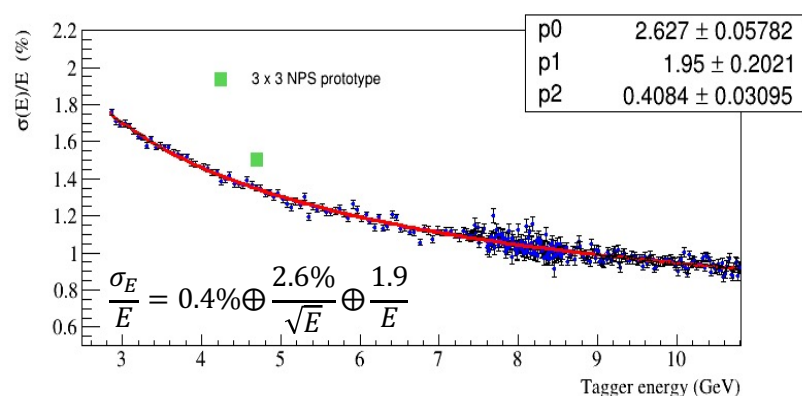 p0 2.627 ± 0.05782
p1 1.95 ± 0.2021
p2 0.4084 ± 0.03095
σ(E)/E (%)
2.2
2
1.8
1.6
1.4
1.2
1
0.8
0.6
3 x 3 NPS prototype
σ_E/E = 0.4%⊕ 2.6%/√E ⊕ 1.9/E
3 4 5 6 7 8 9 10
Tagger energy (GeV)